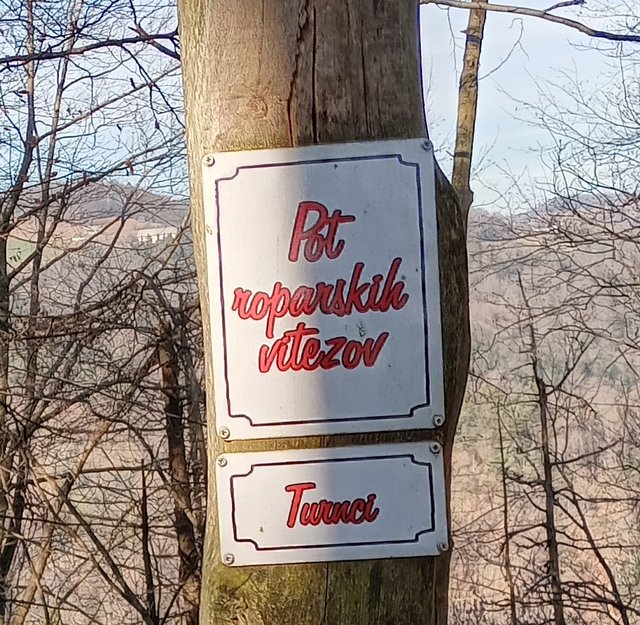 Pot
roparskih
vitezov
Turnci